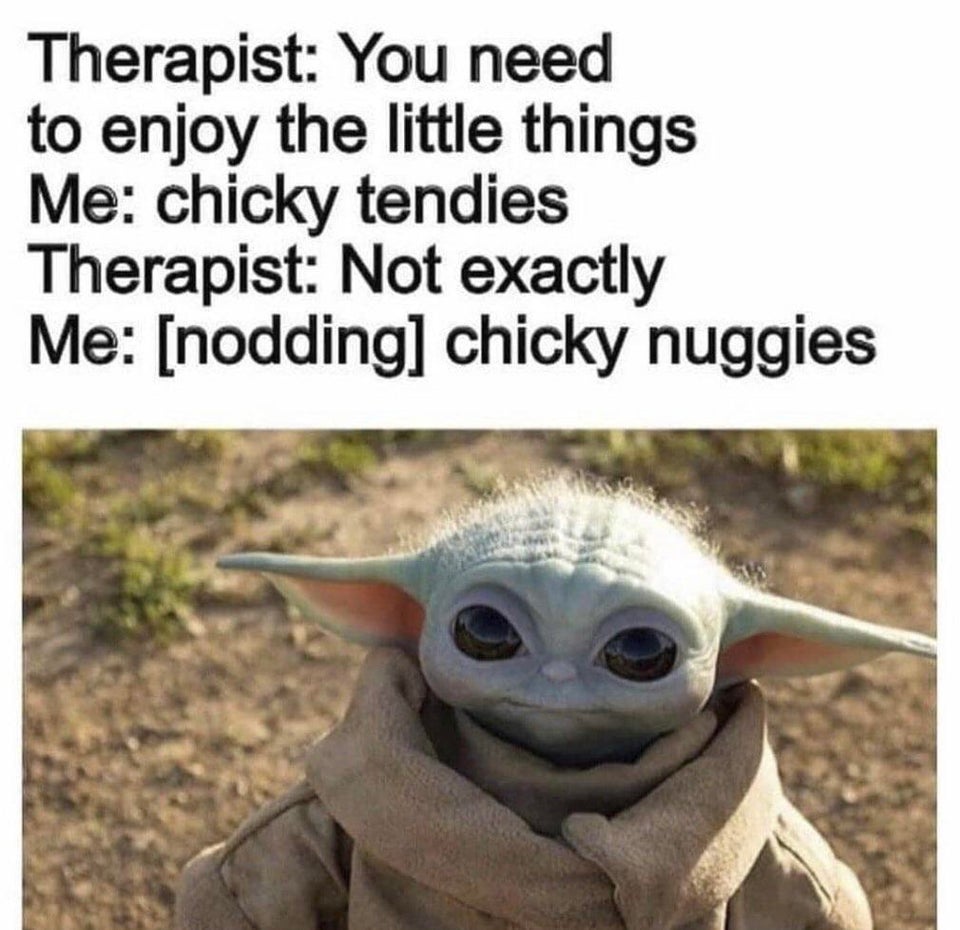 Therapist: You need
to enjoy the little things
Me: chicky tendies
Therapist: Not exactly
Me: [nodding] chicky nuggies